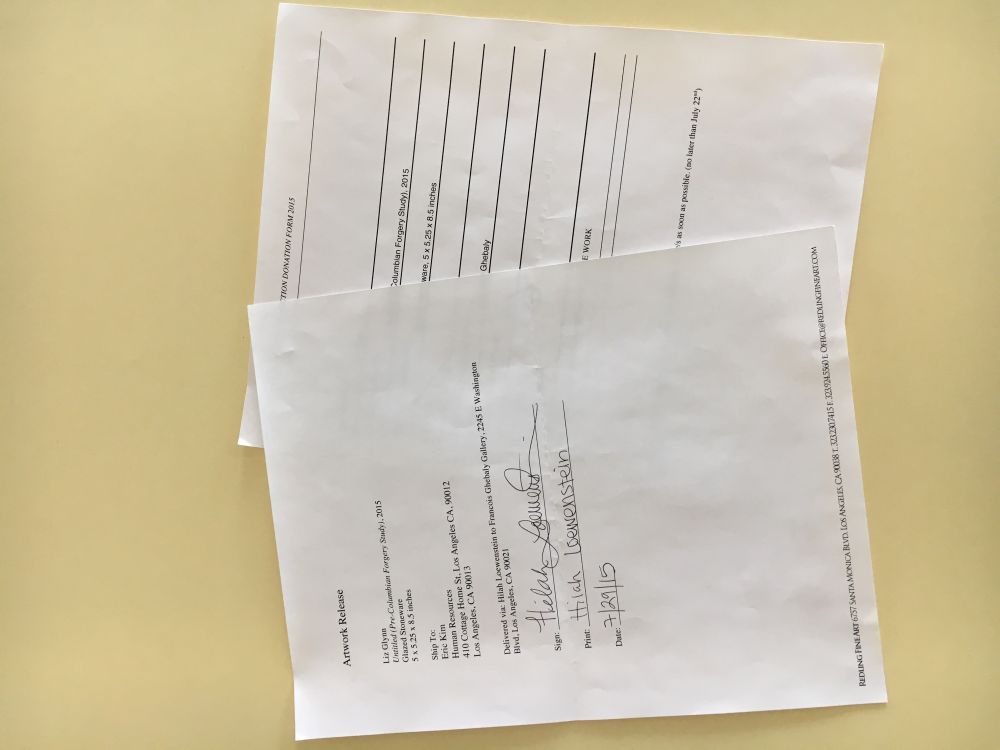 Artwork Release
Liz Glynn
Untitled (Pre-Columbian Forgery Study), 2015
Glazed Stoneware
5 x 5.25 x 8.5 inches
Ship To:
Eric Kim
Human Resources
410 Cottage Home St, Los Angeles CA, 90012
Los Angeles, CA 90013
Delivered via: Hilah Loewenstein to Francois Ghebaly Gallery, 2245 E Washington
Blvd, Los Angeles, CA 90021
Sign:
Print: Hilah Loewenstein
Date: 7/29/15
REDLING FINE ART 6757 SANTA MONICA BLVD. LOS ANGELES, CA 90038 T. 323.230.7415 F. 323.924.5560 E. OFFICE@REDLINGFINEART.COM
TION DONATION FORM 2015
Columbian Forgery Study), 2015
ware, 5 x 5.25 x 8.5 inches
Ghebaly
E WORK
's as soon as possible. (no later than July 22nd)